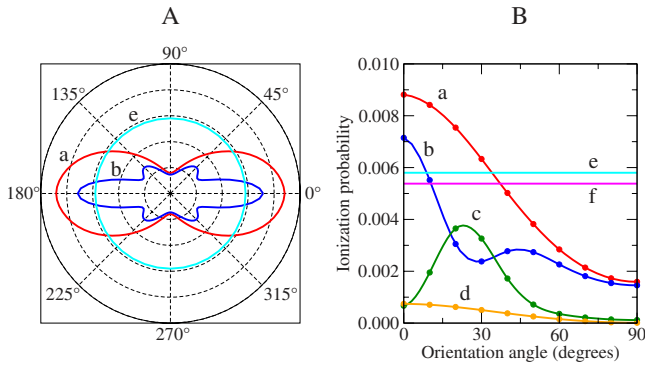 A
90°
135°
45°
e
a
b
180°
0°
225°
315°
270°
B
0.010
0.008
0.006
0.004
0.002
0.000
Ionization probability
a
b
e
f
c
d
0
30
60
90
Orientation angle (degrees)